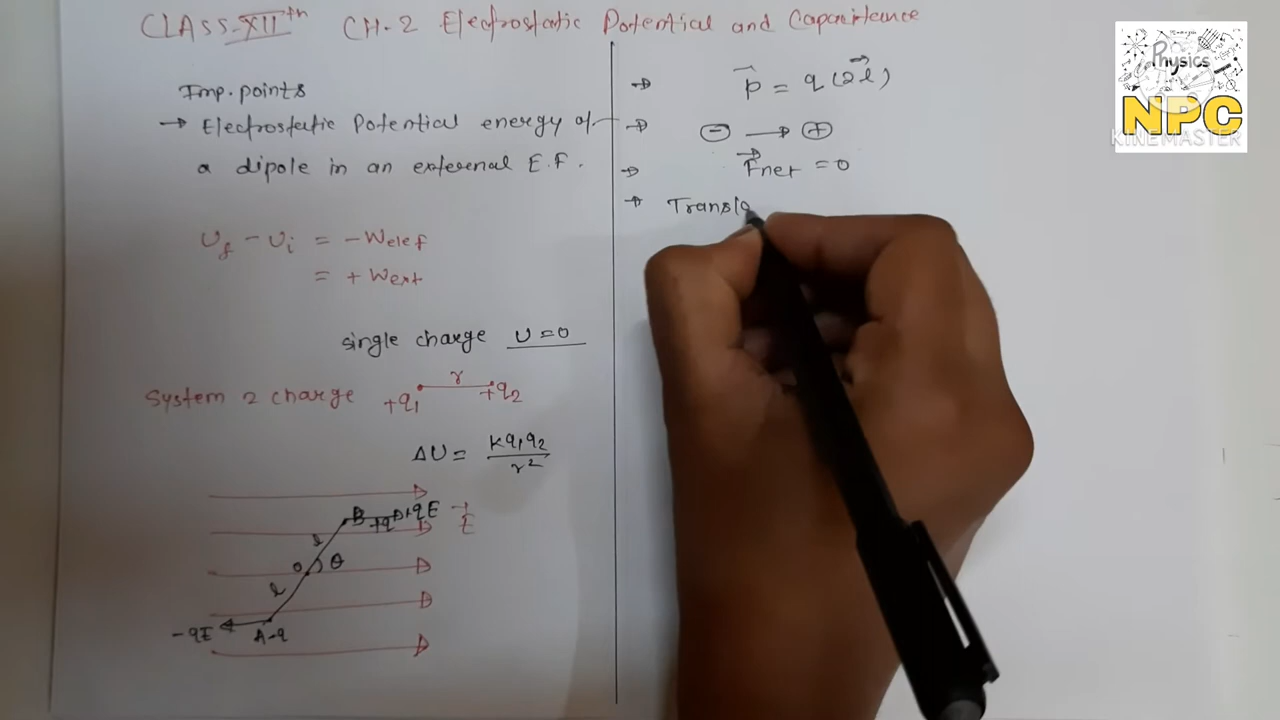 CLASS-XIIth CH-2 Electrostatic Potential and Capacitance
Imp. points
→ Electrostatic Potential energy of
a dipole in an external E.F.
Uf - Ui = -Welef
= + Wext
single charge U=0
System 2 charge +q1 r +q2
ΔU = Kq1q2/r²
B +q +qE
E
l
O θ
l
-qE A-q
→ p = q(2l)
→ - → +
→ Fnet = 0
→ Transla
Physics
NPC
KINEMASTER